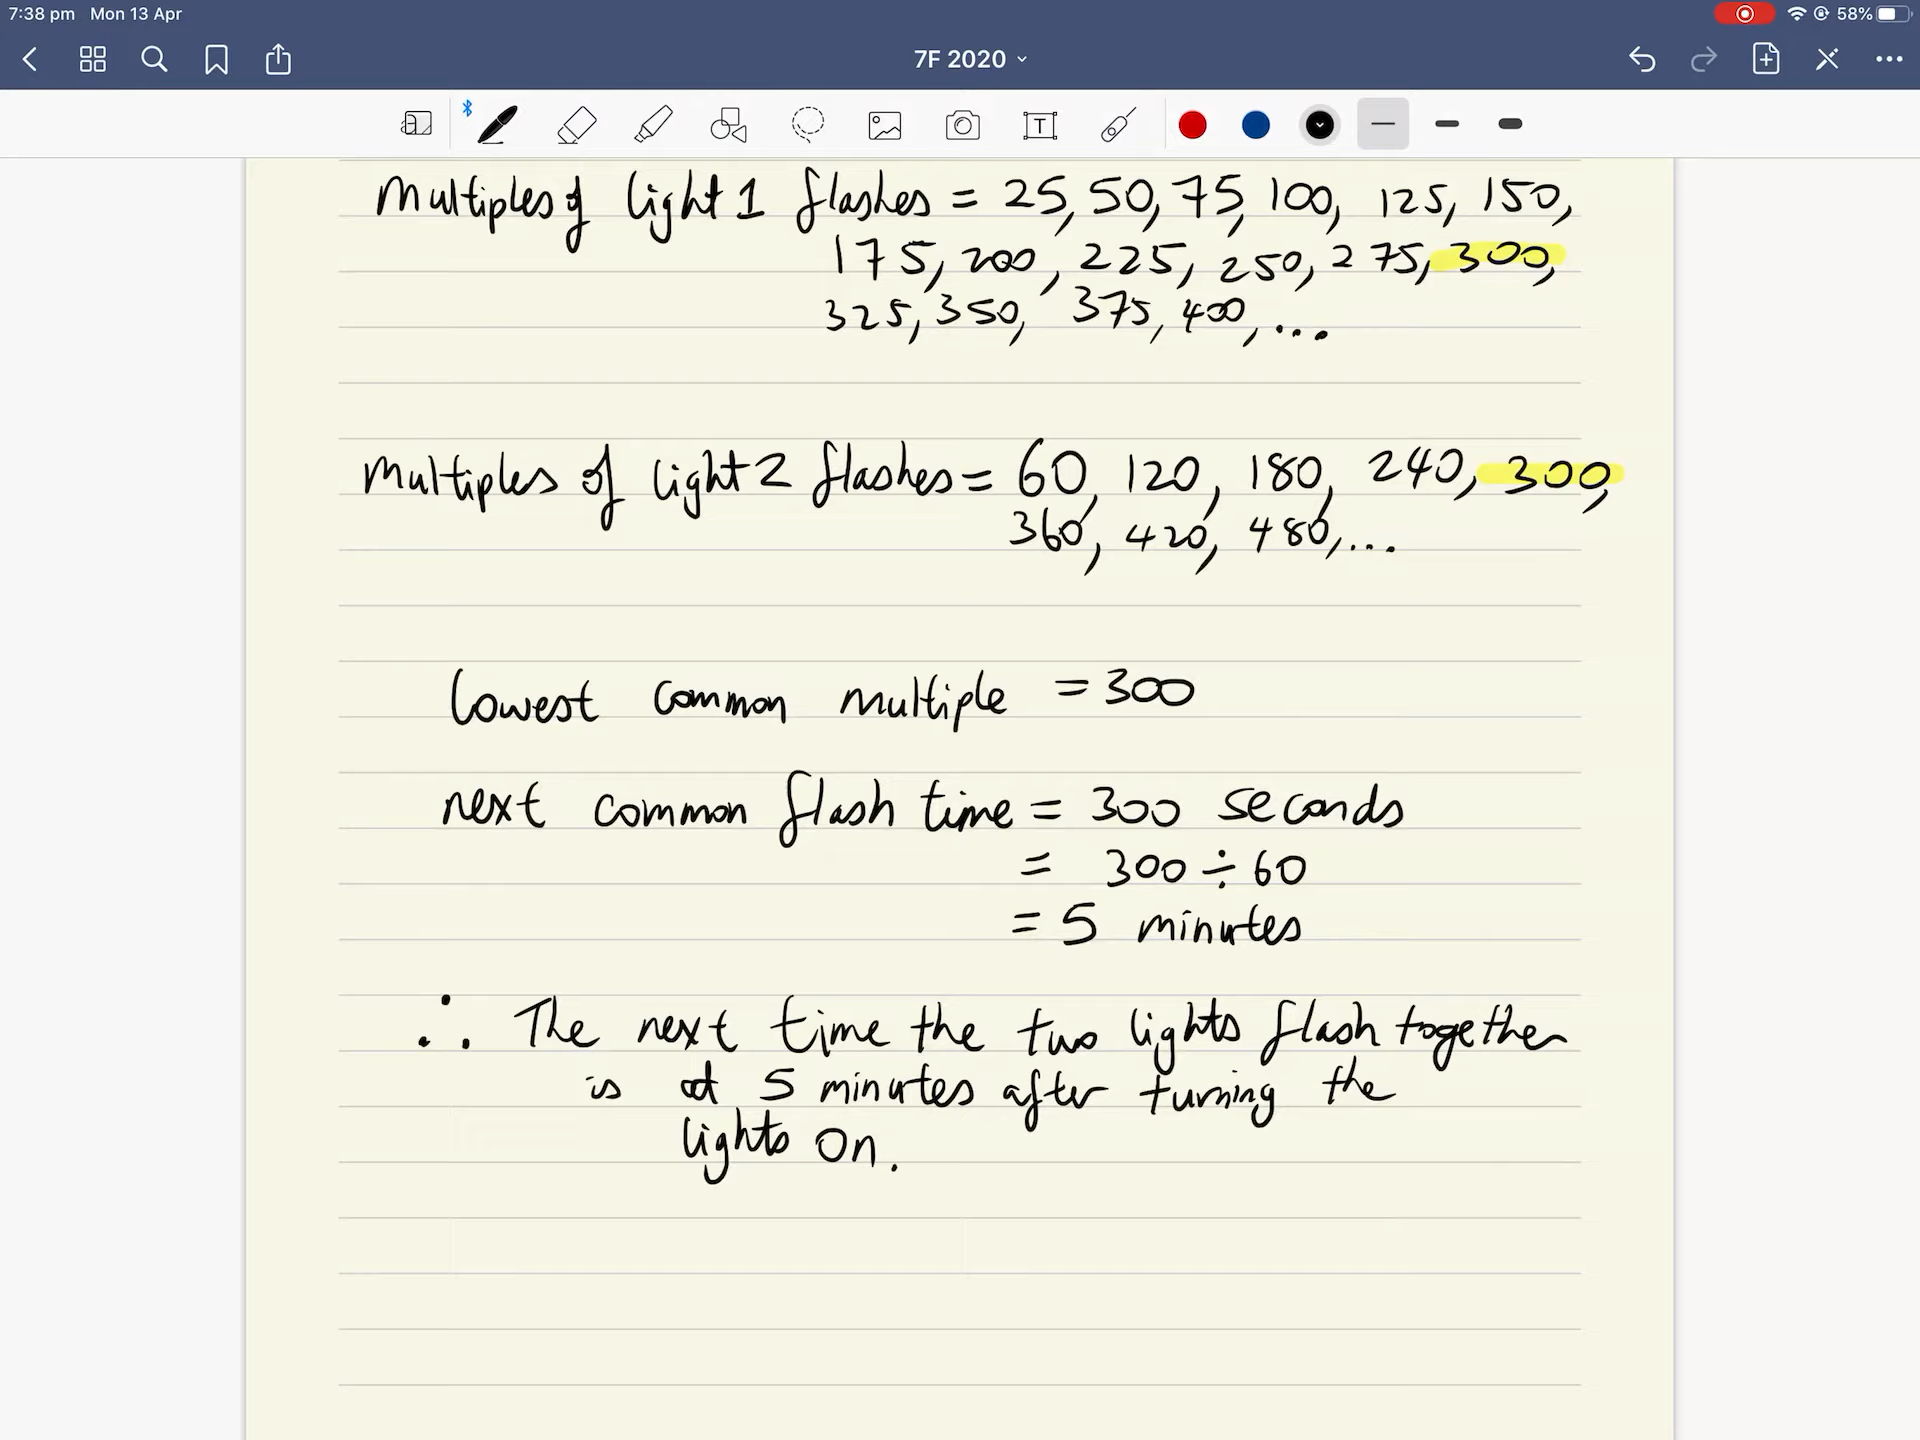 7:38 pm Mon 13 Apr
58%
7F 2020
Multiples of light 1 flashes = 25, 50, 75, 100, 125, 150,
175, 200, 225, 250, 275, 300,
325, 350, 375, 400, ...
Multiples of light 2 flashes = 60, 120, 180, 240, 300,
360, 420, 480, ...
lowest common multiple = 300
next common flash time = 300 seconds
= 300 ÷ 60
= 5 minutes
∴ The next time the two lights flash together
is at 5 minutes after turning the
lights on.